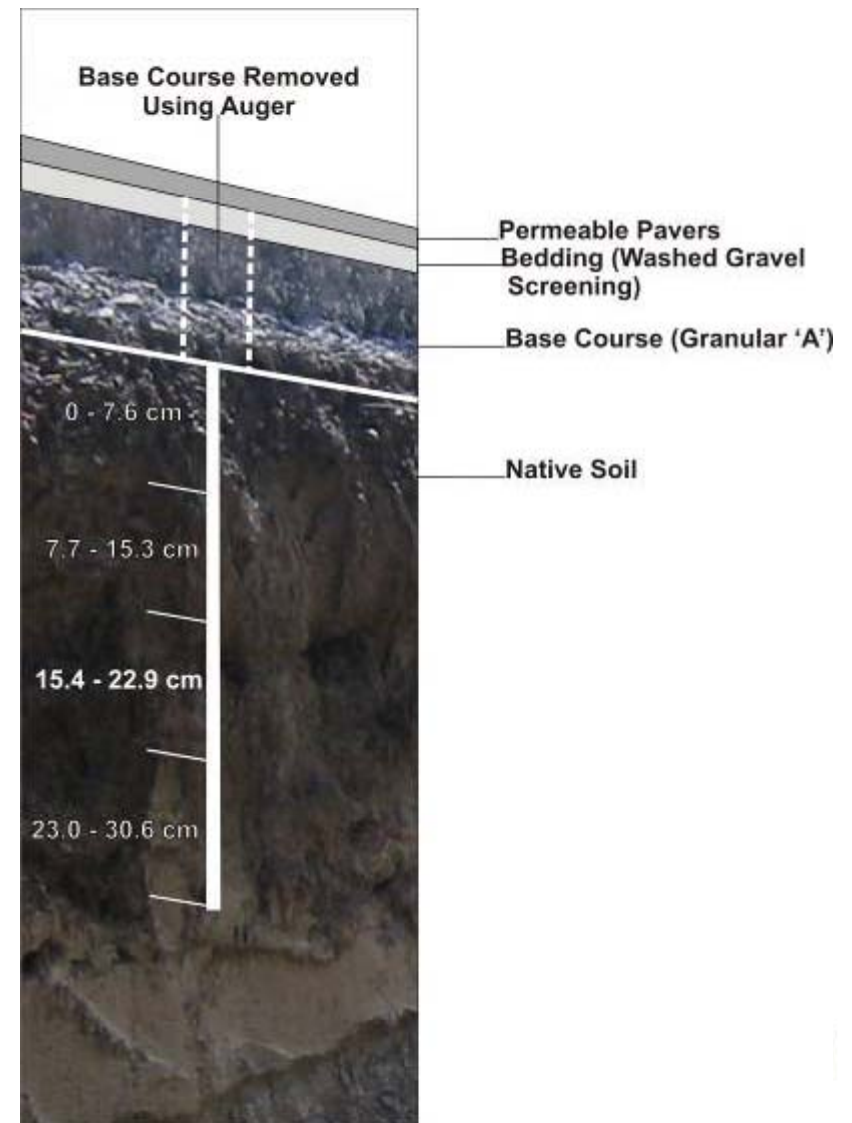 Base Course Removed
Using Auger
Permeable Pavers
Bedding (Washed Gravel
Screening)
Base Course (Granular ‘A’)
0 - 7.6 cm
Native Soil
7.7 - 15.3 cm
15.4 - 22.9 cm
23.0 - 30.6 cm